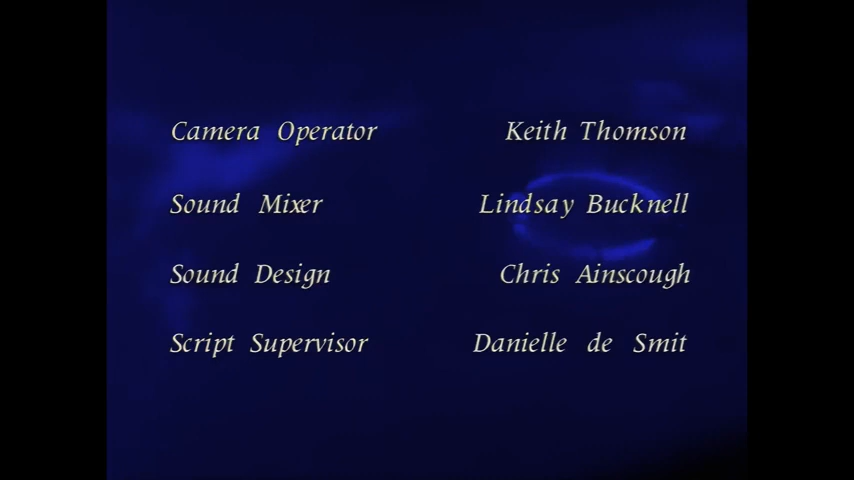 Camera Operator Keith Thomson
Sound Mixer Lindsay Bucknell
Sound Design Chris Ainscough
Script Supervisor Danielle de Smit